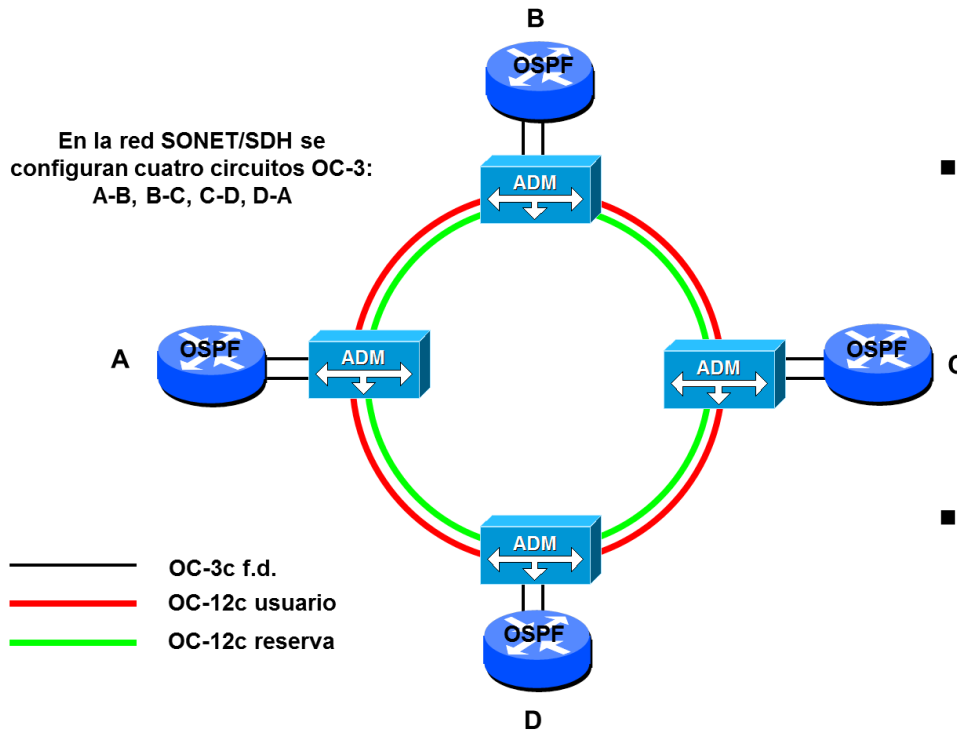 B
OSPF
En la red SONET/SDH se
configuran cuatro circuitos OC-3:
A-B, B-C, C-D, D-A
ADM
A
OSPF
ADM
ADM
OSPF
C
ADM
OSPF
D
OC-3c f.d.
OC-12c usuario
OC-12c reserva